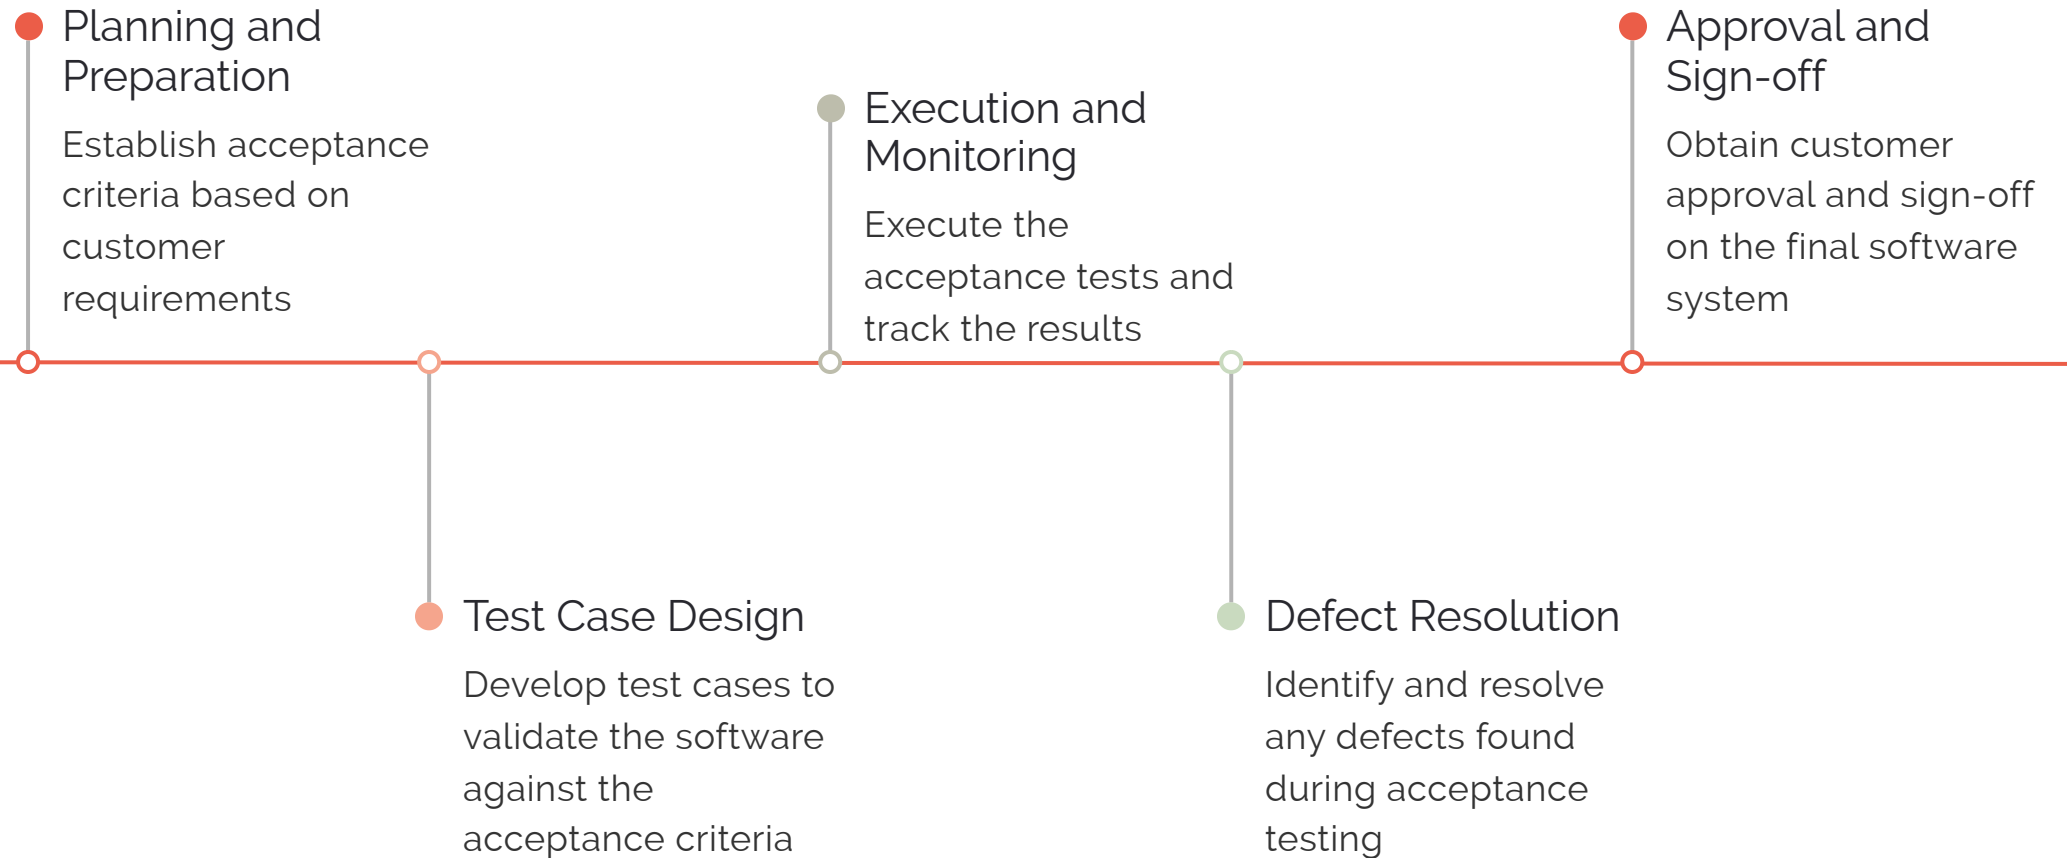 Planning and
Preparation
Establish acceptance
criteria based on
customer
requirements
Test Case Design
Develop test cases to
validate the software
against the
acceptance criteria
Execution and
Monitoring
Execute the
acceptance tests and
track the results
Defect Resolution
Identify and resolve
any defects found
during acceptance
testing
Approval and
Sign-off
Obtain customer
approval and sign-off
on the final software
system